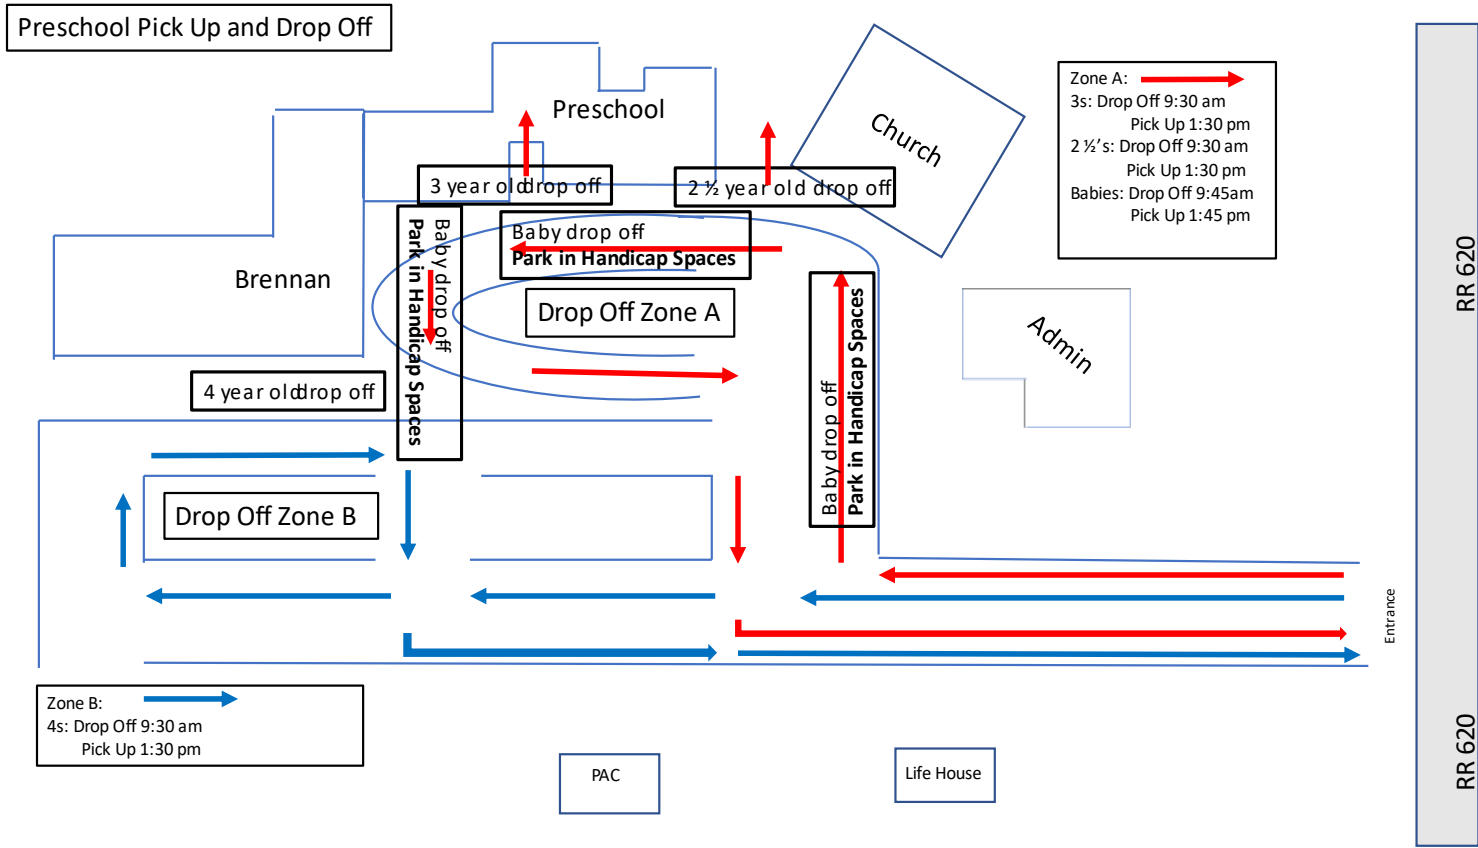 Preschool Pick Up and Drop Off
Preschool
Church
Zone A:
3s: Drop Off 9:30 am
Pick Up 1:30 pm
2 ½'s: Drop Off 9:30 am
Pick Up 1:30 pm
Babies: Drop Off 9:45am
Pick Up 1:45 pm
3 year old drop off
2 ½ year old drop off
Baby drop off
Park in Handicap Spaces
Baby drop off
Park in Handicap Spaces
Brennan
Drop Off Zone A
RR 620
Admin
Baby drop off
Park in Handicap Spaces
4 year old drop off
Drop Off Zone B
Entrance
Zone B:
4s: Drop Off 9:30 am
Pick Up 1:30 pm
PAC
Life House
RR 620